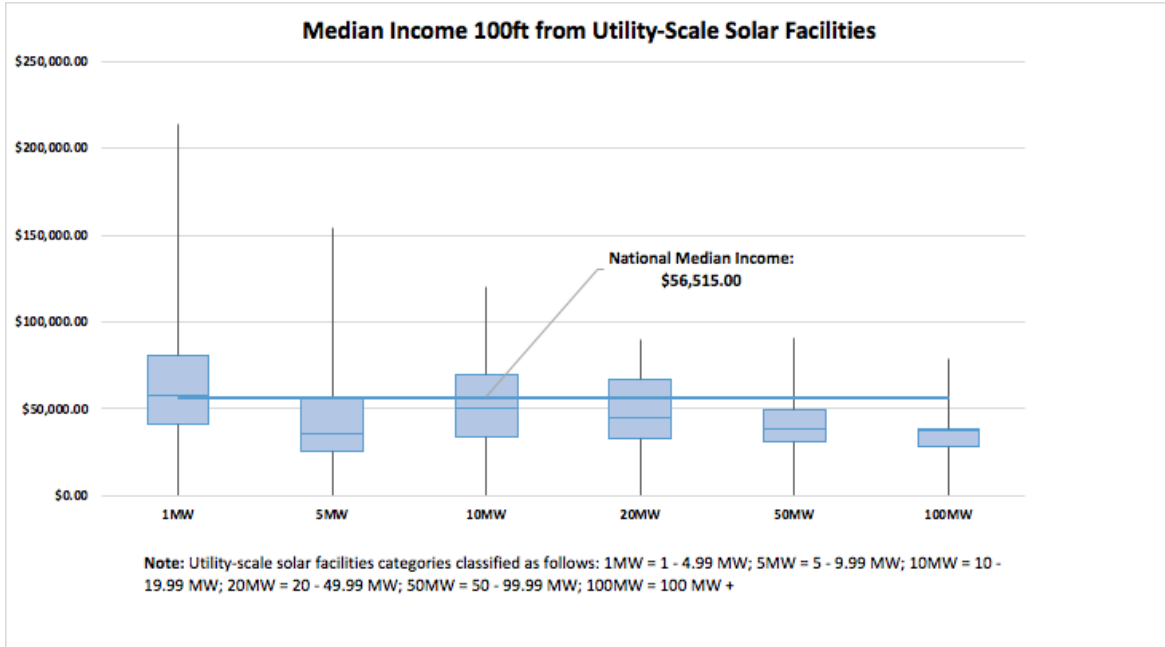 Median Income 100ft from Utility-Scale Solar Facilities
$250,000.00
$200,000.00
$150,000.00
National Median Income:
$56,515.00
$100,000.00
$50,000.00
$0.00
1MW 5MW 10MW 20MW 50MW 100MW
Note: Utility-scale solar facilities categories classified as follows: 1MW = 1 - 4.99 MW; 5MW = 5 - 9.99 MW; 10MW = 10 -
19.99 MW; 20MW = 20 - 49.99 MW; 50MW = 50 - 99.99 MW; 100MW = 100 MW +